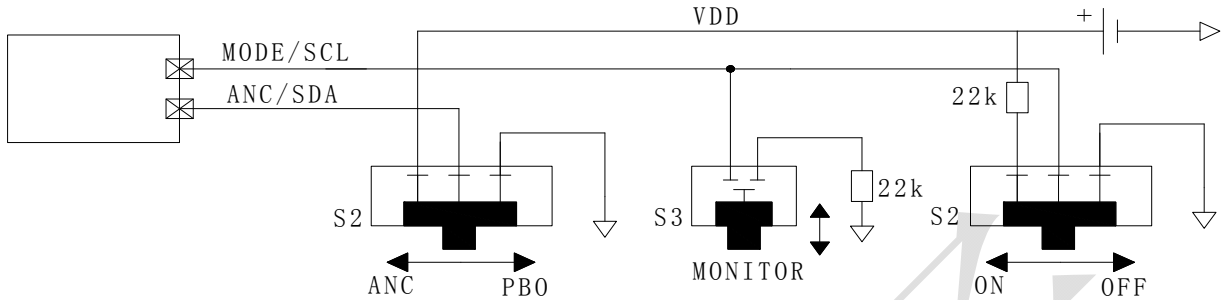 VDD
+
MODE/SCL
ANC/SDA
22k
22k
S2
S3
S2
MONITOR
ANC PBO
ON OFF